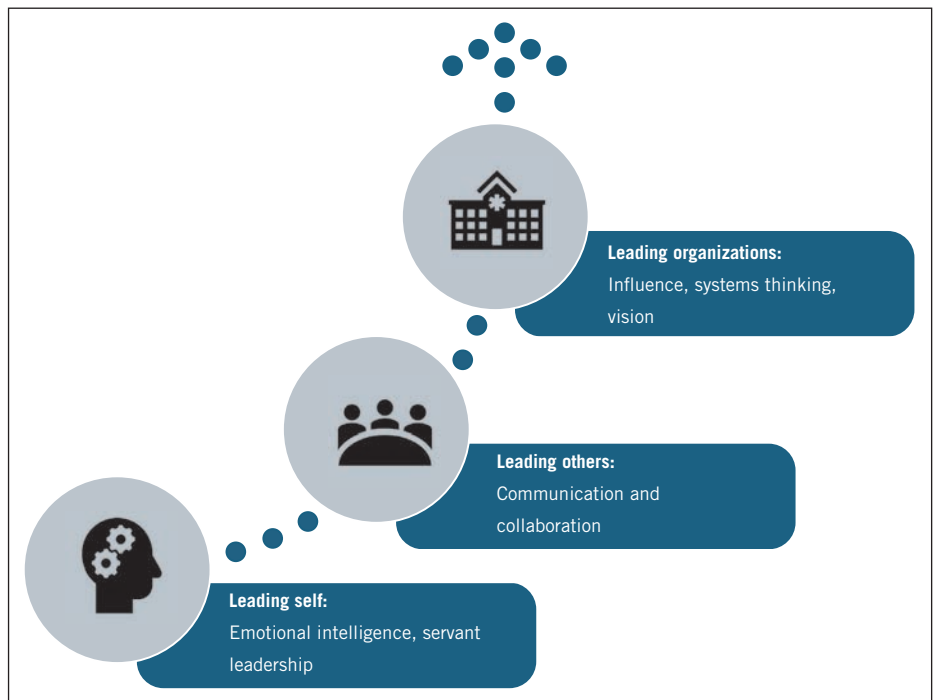 Leading organizations:
Influence, systems thinking,
vision
Leading others:
Communication and
collaboration
Leading self:
Emotional intelligence, servant
leadership